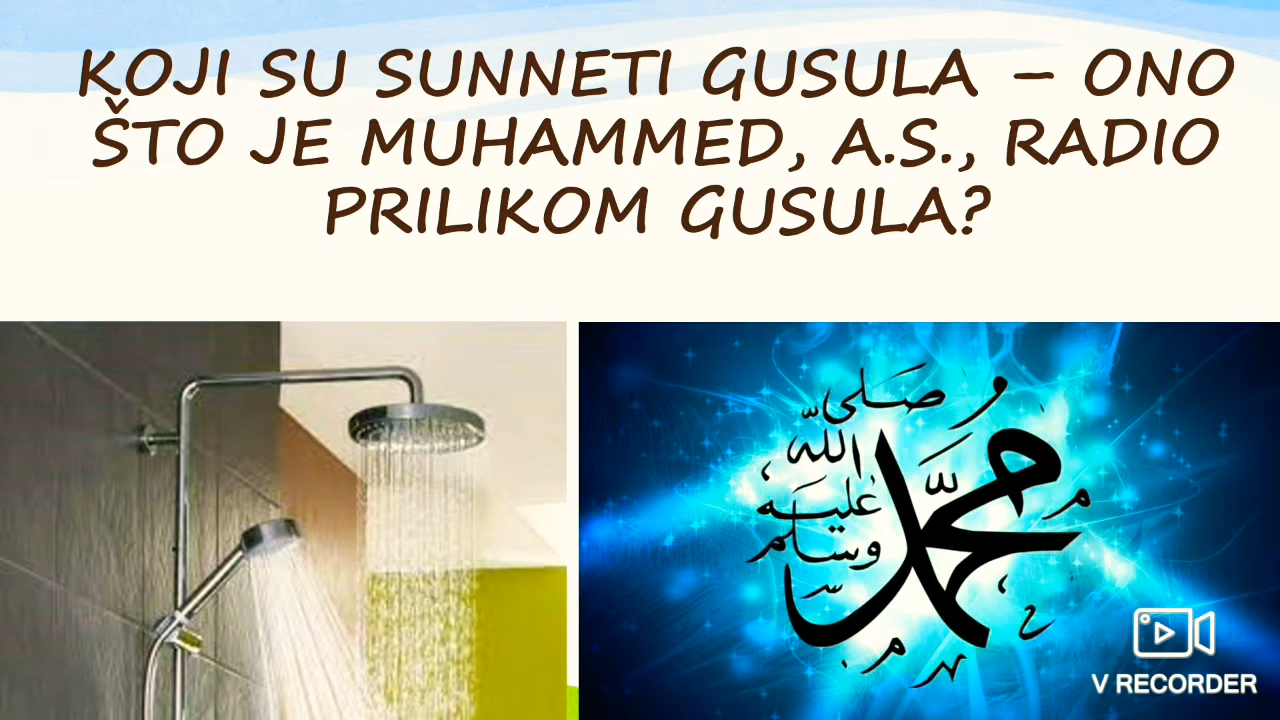 KOJI SU SUNNETI GUSULA – ONO
ŠTO JE MUHAMMED, A.S., RADIO
PRILIKOM GUSULA?
محمد
صلى
الله
عليه
وسلم
V RECORDER